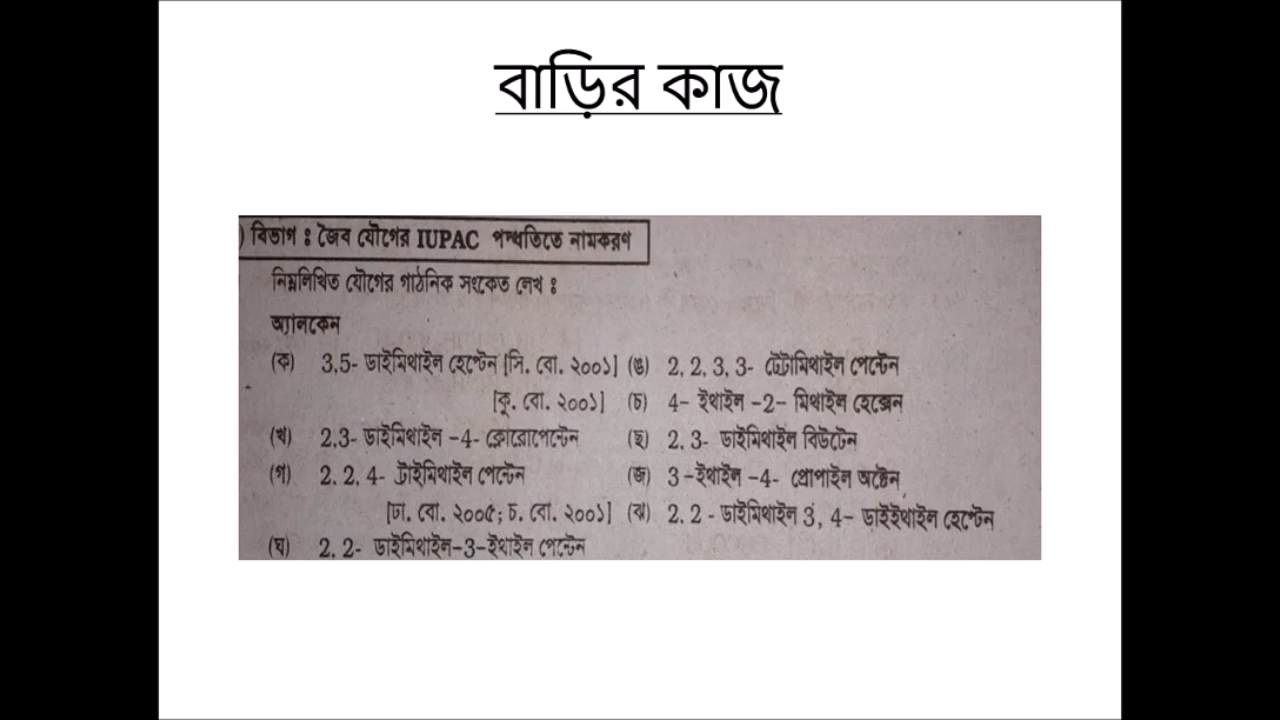 বাড়ির কাজ
) বিভাগ : জৈব যৌগের IUPAC পদ্ধতিতে নামকরণ
নিম্নলিখিত যৌগের গাঠনিক সংকেত লেখ :
অ্যালকেন
(ক) 3,5- ডাইমিথাইল হেপ্টেন [সি. বো. ২০০১]
[কু. বো. ২০০১]
(খ) 2.3- ডাইমিথাইল -4- ক্লোরোপেন্টেন
(গ) 2. 2. 4- ট্রাইমিথাইল পেন্টেন
[ঢা. বো. ২০০৫; চ. বো. ২০০১]
(ঘ) 2, 2- ডাইমিথাইল-3-ইথাইল পেন্টেন
(ঙ) 2, 2, 3, 3- টেট্রামিথাইল পেন্টেন
(চ) 4- ইথাইল -2- মিথাইল হেক্সেন
(ছ) 2, 3- ডাইমিথাইল বিউটেন
(জ) 3 -ইথাইল -4- প্রোপাইল অক্টেন
(ঝ) 2. 2 - ডাইমিথাইল 3, 4- ডাইইথাইল হেপ্টেন